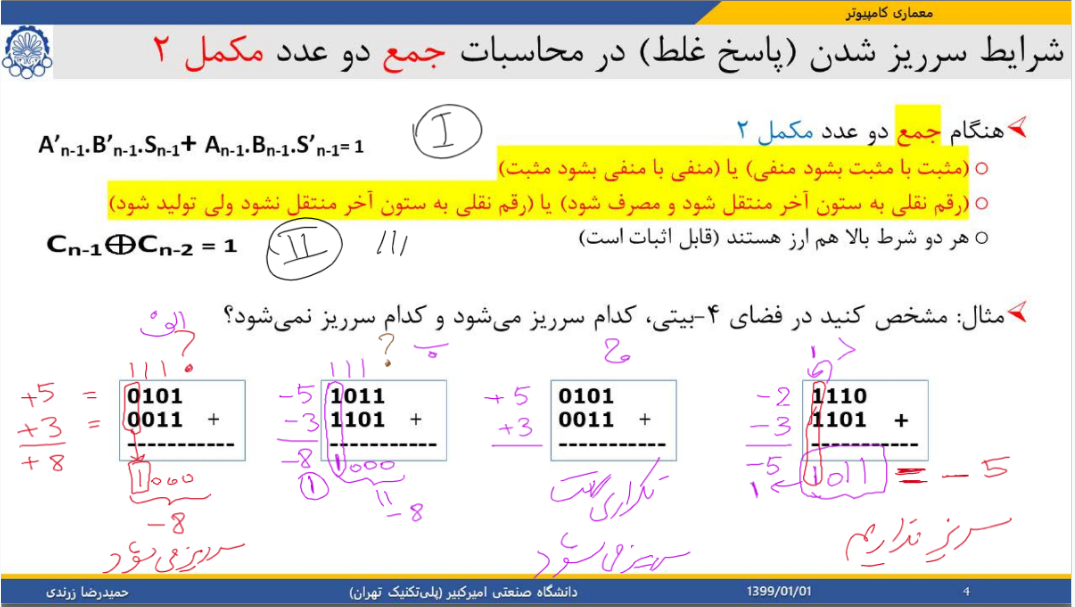 معماری کامپیوتر
شرایط سرریز شدن (پاسخ غلط) در محاسبات جمع دو عدد مکمل ۲
هنگام جمع دو عدد مکمل ۲
(مثبت با مثبت بشود منفی) یا (منفی با منفی بشود مثبت)
A′n-1.B′n-1.Sn-1+ An-1.Bn-1.S′n-1= 1
I
(رقم نقلی به ستون آخر منتقل شود و مصرف شود) یا (رقم نقلی به ستون آخر منتقل نشود ولی تولید شود)
هر دو شرط بالا هم ارز هستند (قابل اثبات است)
Cn-1⊕Cn-2 = 1
II
///
مثال: مشخص کنید در فضای ۴-بیتی، کدام سرریز می‌شود و کدام سرریز نمی‌شود؟
الف ?
111
+5 = 0101
+3 = 0011 +
-----------
+8 1000
-8
سرریز می شود
ب ?
111
-5 1011
-3 1101 +
-----------
-8 1000
1
= -8
ج
+5 0101
+3 0011 +
-----------
تکراری است
سرریز می شود
1
-2 1110
-3 1101 +
-----------
-5 1011 = -5
1
سرریز نداریم
حمیدرضا زرندی
دانشگاه صنعتی امیرکبیر (پلی‌تکنیک تهران)
1399/01/01
4